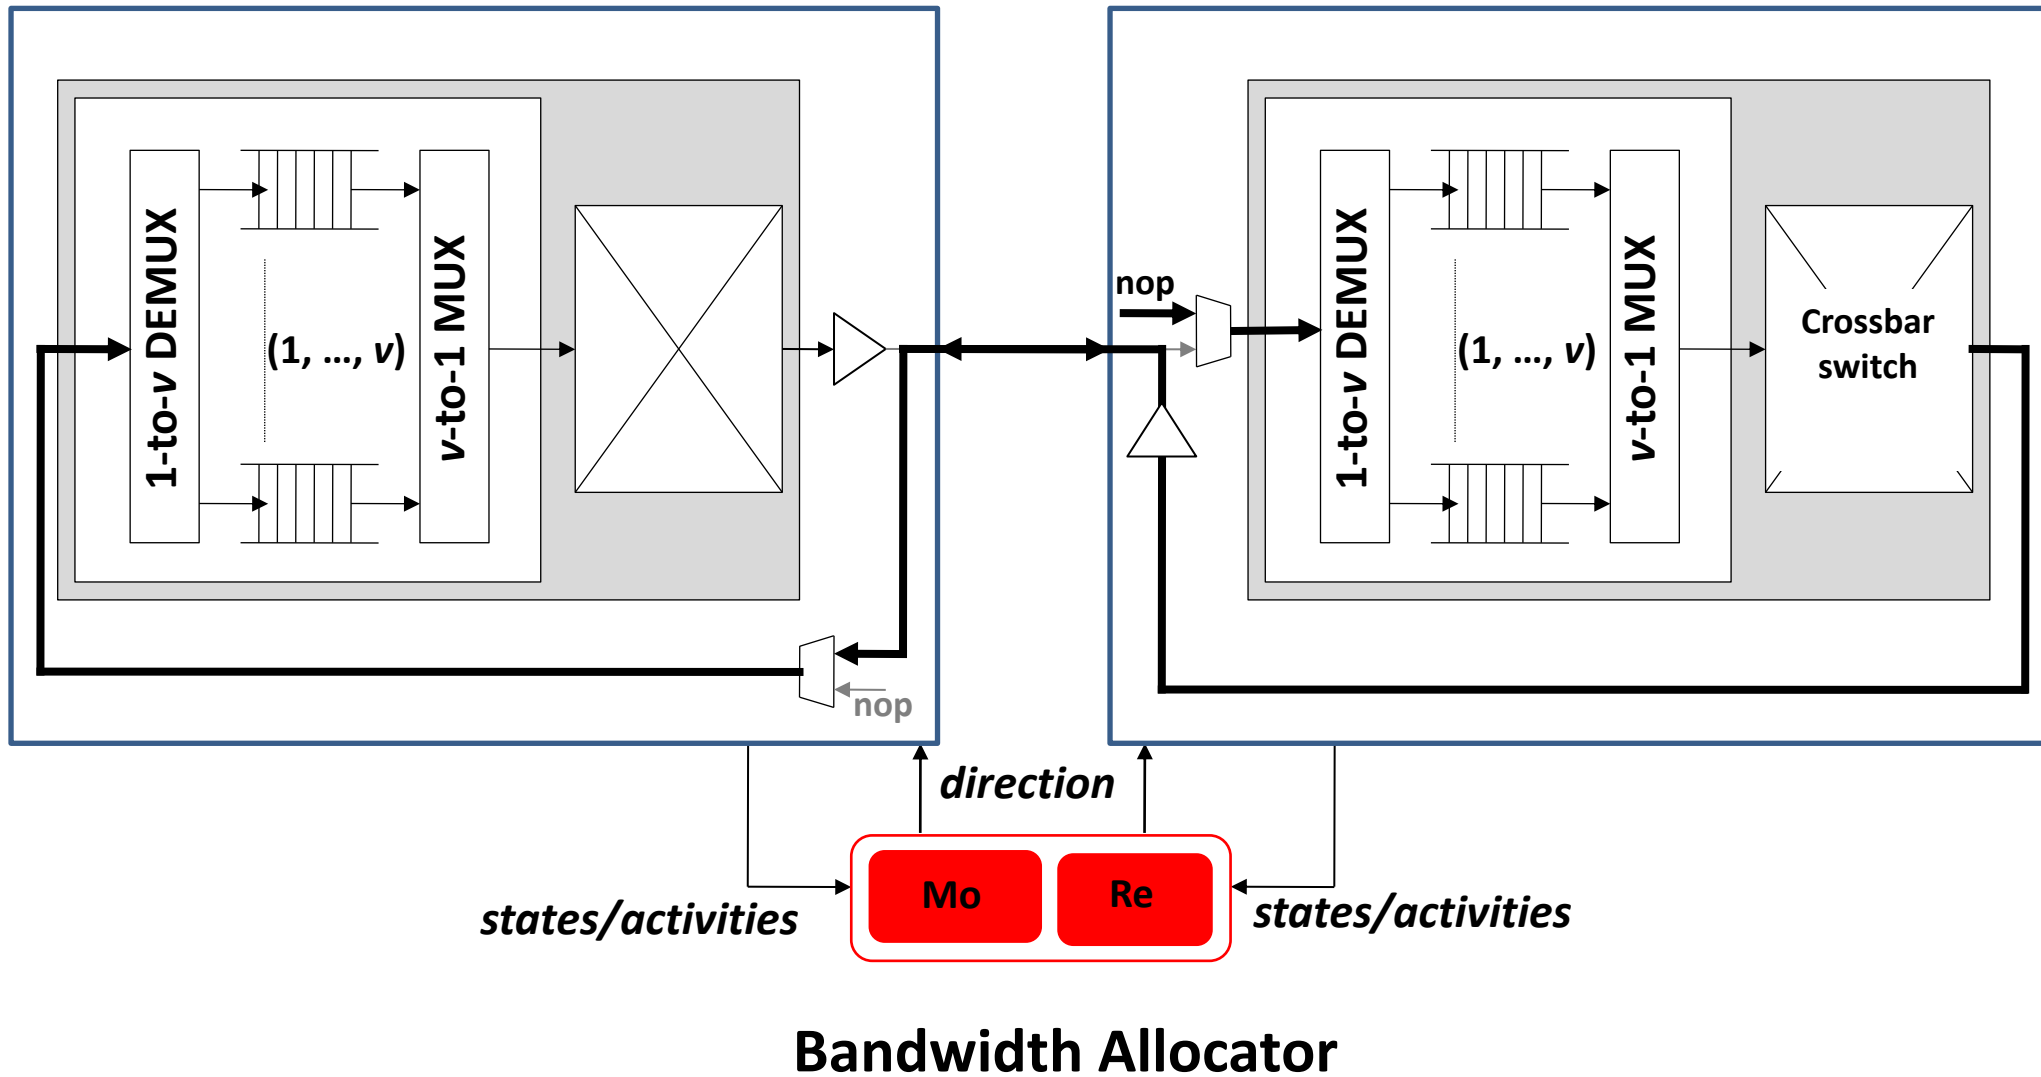 1-to-v DEMUX
(1, ..., v)
v-to-1 MUX
nop
nop
1-to-v DEMUX
(1, ..., v)
v-to-1 MUX
Crossbar
switch
direction
states/activities
Mo
Re
states/activities
Bandwidth Allocator